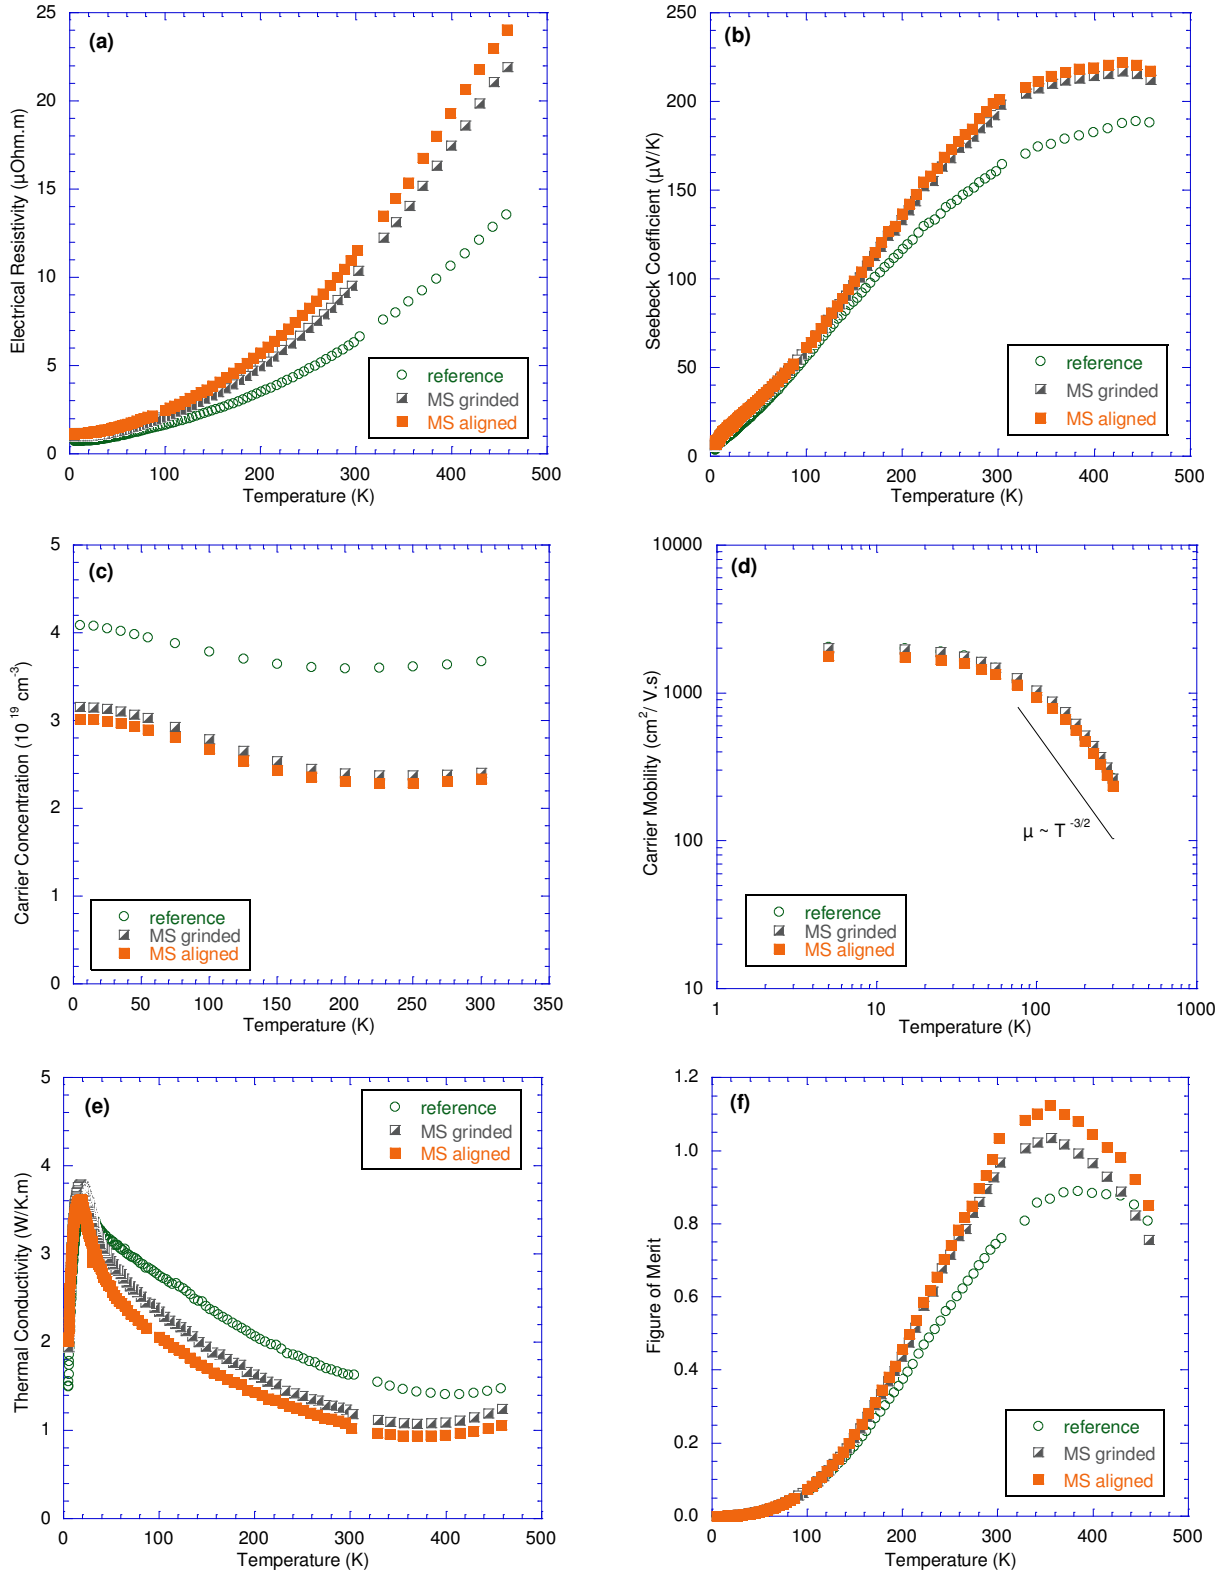 (a)
Electrical Resistivity (µOhm.m)
25
20
15
10
5
0
0 100 200 300 400 500
Temperature (K)
reference
MS grinded
MS aligned
(b)
Seebeck Coefficient (µV/K)
250
200
150
100
50
0
0 100 200 300 400 500
Temperature (K)
reference
MS grinded
MS aligned
(c)
Carrier Concentration (10 19 cm-3)
5
4
3
2
1
0
0 50 100 150 200 250 300 350
Temperature (K)
reference
MS grinded
MS aligned
(d)
Carrier Mobility (cm2/ V.s)
10000
1000
100
10
1 10 100 1000
Temperature (K)
µ ~ T -3/2
reference
MS grinded
MS aligned
(e)
Thermal Conductivity (W/K.m)
5
4
3
2
1
0
0 100 200 300 400 500
Temperature (K)
reference
MS grinded
MS aligned
(f)
Figure of Merit
1.2
1.0
0.8
0.6
0.4
0.2
0.0
0 100 200 300 400 500
Temperature (K)
reference
MS grinded
MS aligned